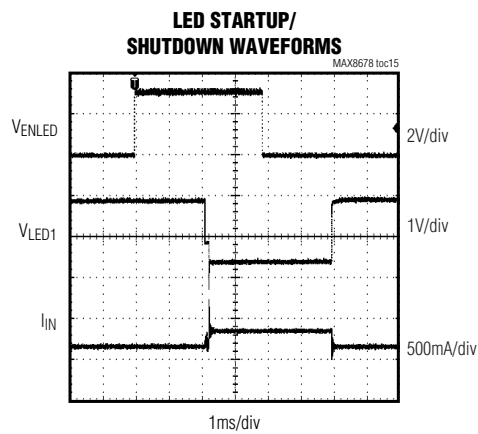 LED STARTUP/
SHUTDOWN WAVEFORMS
MAX8678 toc15
VENLED
2V/div
VLED1
1V/div
IIN
500mA/div
1ms/div